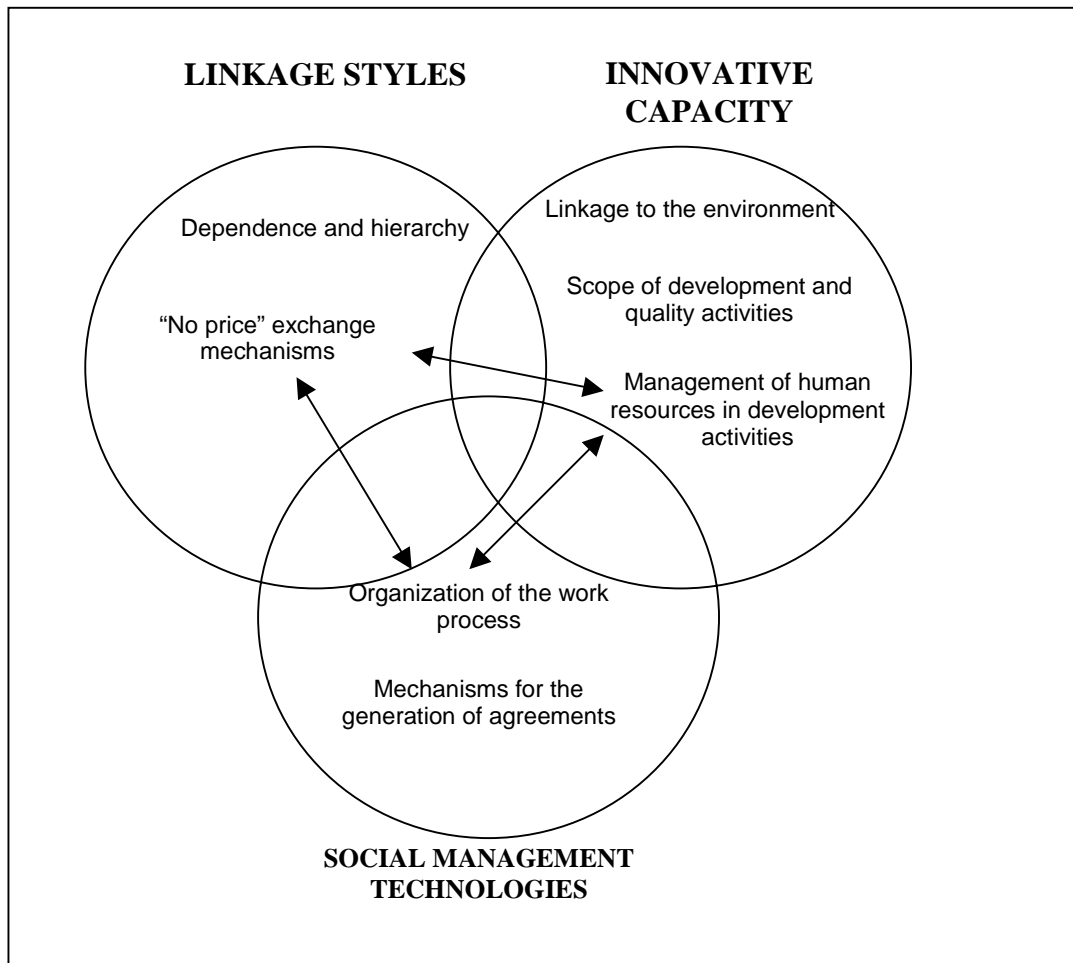 LINKAGE STYLES
INNOVATIVE
CAPACITY
Dependence and hierarchy
“No price” exchange
mechanisms
Linkage to the environment
Scope of development and
quality activities
Management of human
resources in development
activities
Organization of the work
process
Mechanisms for the
generation of agreements
SOCIAL MANAGEMENT
TECHNOLOGIES